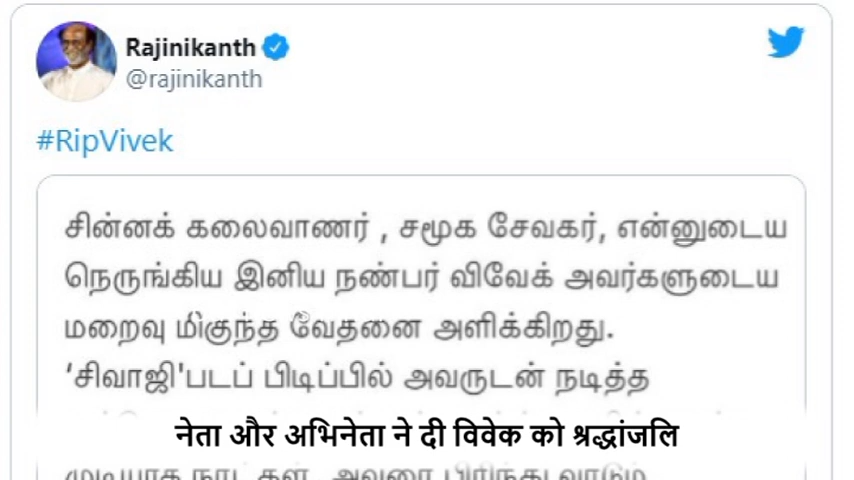 Rajinikanth
@rajinikanth
#RipVivek
சின்னக் கலைவாணர் , சமூக சேவகர், என்னுடைய
நெருங்கிய இனிய நண்பர் விவேக் அவர்களுடைய
மறைவு மிகுந்த வேதனை அளிக்கிறது.
‘சிவாஜி'படப் பிடிப்பில் அவருடன் நடித்த
नेता और अभिनेता ने दी विवेक को श्रद्धांजलि